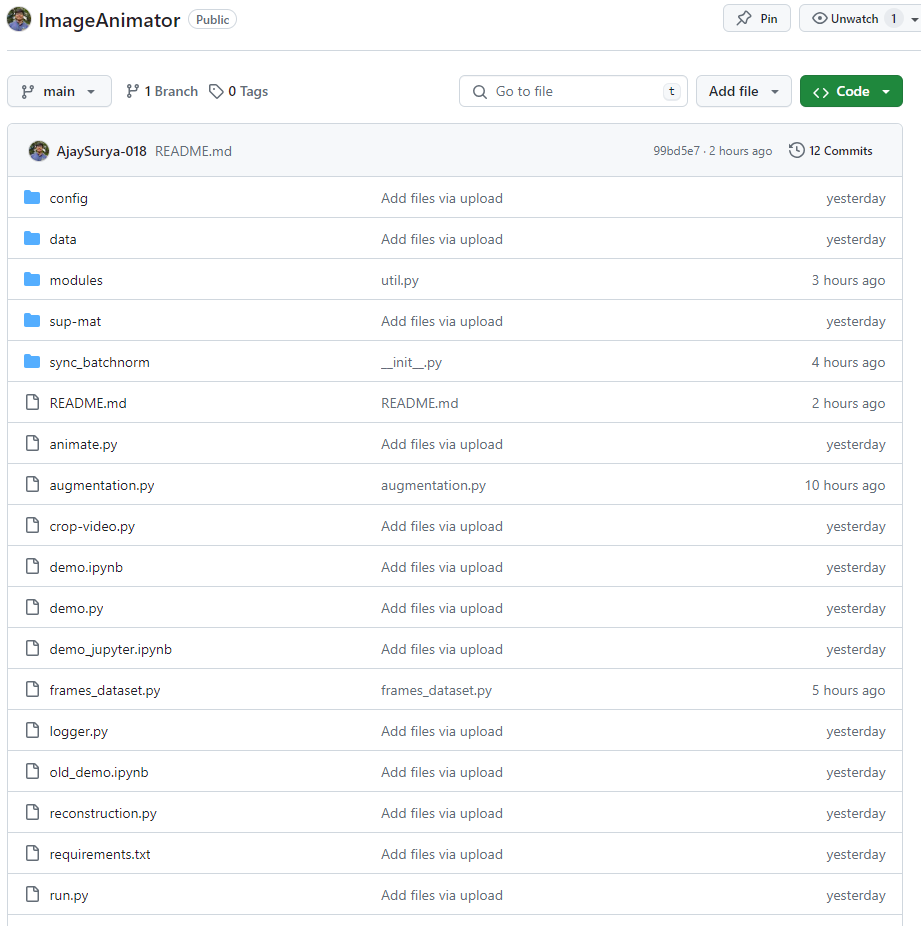 ImageAnimator Public Pin Unwatch 1
main 1 Branch 0 Tags Go to file t Add file Code
AjaySurya-018 README.md 99bd5e7 · 2 hours ago 12 Commits
config Add files via upload yesterday
data Add files via upload yesterday
modules util.py 3 hours ago
sup-mat Add files via upload yesterday
sync_batchnorm __init__.py 4 hours ago
README.md README.md 2 hours ago
animate.py Add files via upload yesterday
augmentation.py augmentation.py 10 hours ago
crop-video.py Add files via upload yesterday
demo.ipynb Add files via upload yesterday
demo.py Add files via upload yesterday
demo_jupyter.ipynb Add files via upload yesterday
frames_dataset.py frames_dataset.py 5 hours ago
logger.py Add files via upload yesterday
old_demo.ipynb Add files via upload yesterday
reconstruction.py Add files via upload yesterday
requirements.txt Add files via upload yesterday
run.py Add files via upload yesterday